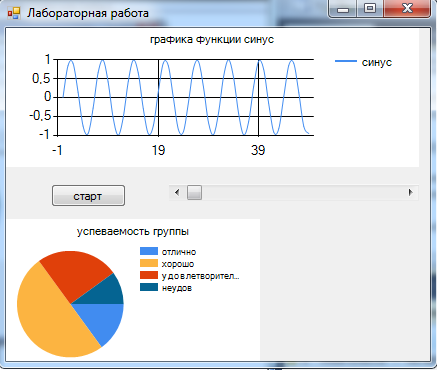 Лабораторная работа
графика функции синус
синус
1
0,5
0
-0,5
-1
-1 19 39
старт
успеваемость группы
отлично
хорошо
удовлетворител...
неудов